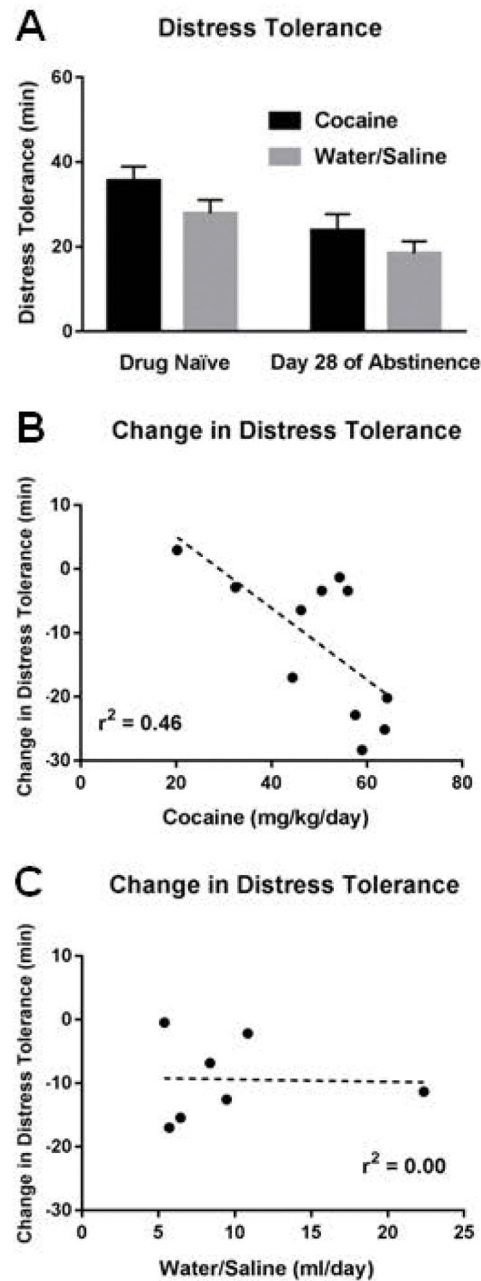 A Distress Tolerance
Distress Tolerance (min)
60
40
20
0
Cocaine
Water/Saline
Drug Naïve Day 28 of Abstinence
B Change in Distress Tolerance
Change in Distress Tolerance (min)
10
0
-10
-20
-30
r² = 0.46
0 20 40 60 80
Cocaine (mg/kg/day)
C Change in Distress Tolerance
Change in Distress Tolerance (min)
10
0
-10
-20
-30
r² = 0.00
0 5 10 15 20 25
Water/Saline (ml/day)